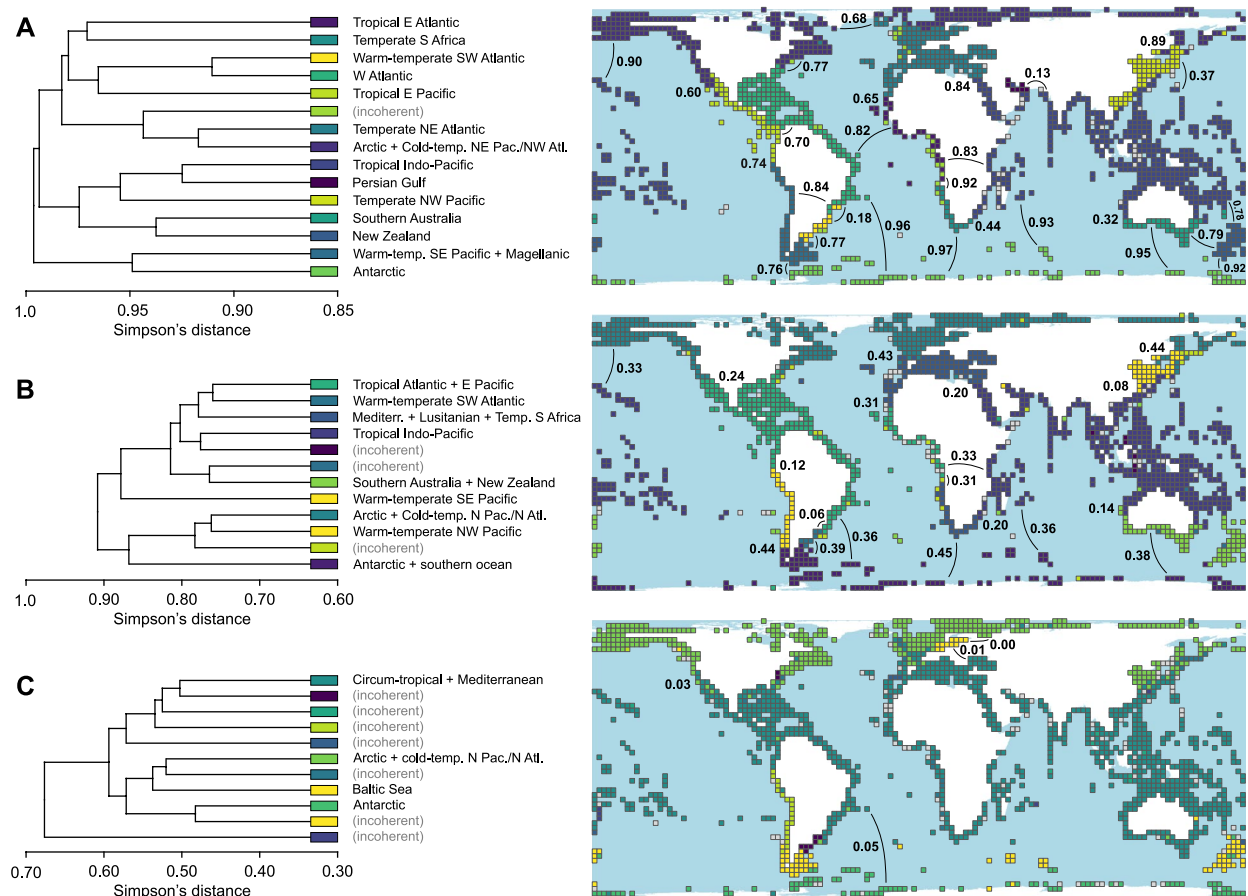 A
Tropical E Atlantic
Temperate S Africa
Warm-temperate SW Atlantic
W Atlantic
Tropical E Pacific
(incoherent)
Temperate NE Atlantic
Arctic + Cold-temp. NE Pac./NW Atl.
Tropical Indo-Pacific
Persian Gulf
Temperate NW Pacific
Southern Australia
New Zealand
Warm-temp. SE Pacific + Magellanic
Antarctic
1.0 0.95 0.90 0.85
Simpson's distance
0.68
0.90
0.77
0.60
0.65
0.84
0.13
0.89
0.37
0.82
0.70
0.74
0.83
0.92
0.84
0.18
0.96
0.44
0.93
0.32
0.78
0.79
0.77
0.97
0.95
0.76
0.92
B
Tropical Atlantic + E Pacific
Warm-temperate SW Atlantic
Mediterr. + Lusitanian + Temp. S Africa
Tropical Indo-Pacific
(incoherent)
(incoherent)
Southern Australia + New Zealand
Warm-temperate SE Pacific
Arctic + Cold-temp. N Pac./N Atl.
Warm-temperate NW Pacific
(incoherent)
Antarctic + southern ocean
1.0 0.90 0.80 0.70 0.60
Simpson's distance
0.33
0.43
0.44
0.24
0.20
0.08
0.31
0.33
0.12
0.31
0.14
0.06
0.20
0.36
0.36
0.44
0.39
0.45
0.38
C
Circum-tropical + Mediterranean
(incoherent)
(incoherent)
(incoherent)
(incoherent)
Arctic + cold-temp. N Pac./N Atl.
(incoherent)
Baltic Sea
Antarctic
(incoherent)
(incoherent)
0.70 0.60 0.50 0.40 0.30
Simpson's distance
0.00
0.01
0.03
0.05